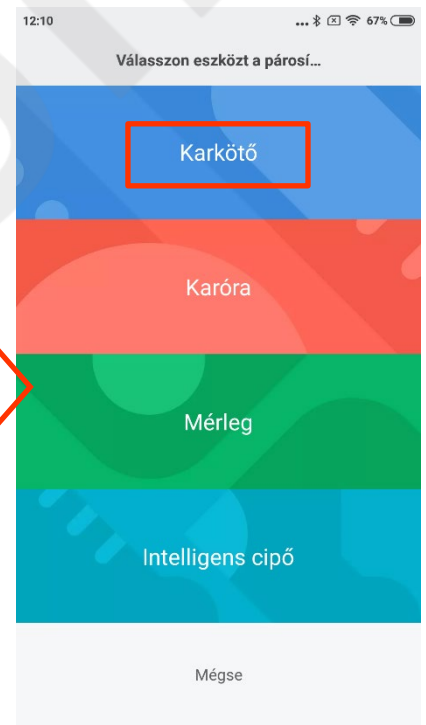 12:10 ... 67%
Válasszon eszközt a párosí...
Karkötő
Karóra
Mérleg
Intelligens cipő
Mégse